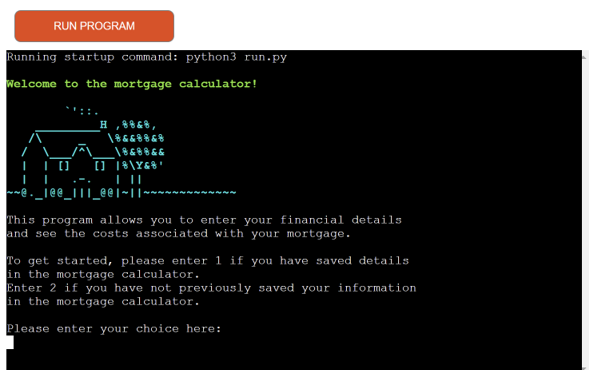 RUN PROGRAM
Running startup command: python3 run.py
Welcome to the mortgage calculator!
This program allows you to enter your financial details
and see the costs associated with your mortgage.
To get started, please enter 1 if you have saved details
in the mortgage calculator.
Enter 2 if you have not previously saved your information
in the mortgage calculator.
Please enter your choice here: